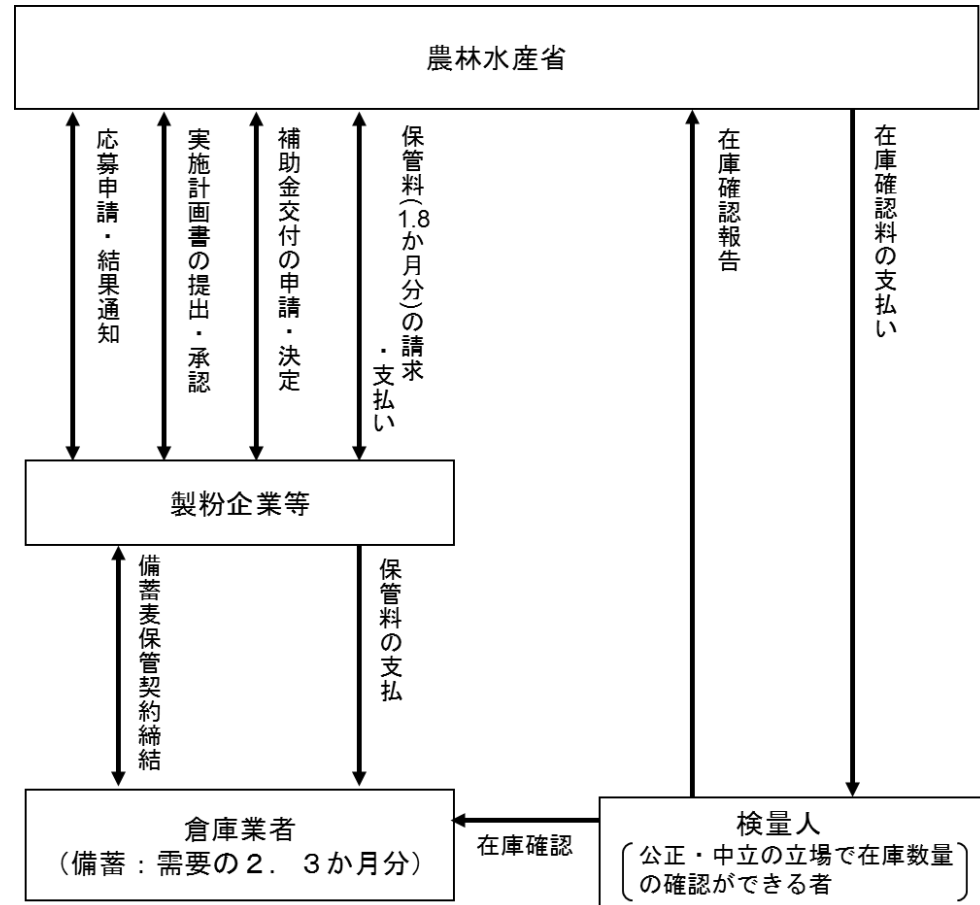 農林水産省
応募申請・結果通知
実施計画書の提出・承認
補助金交付の申請・決定
保管料(1.8か月分)の請求
・支払い
在庫確認報告
在庫確認料の支払い
製粉企業等
備蓄麦保管契約締結
保管料の支払
倉庫業者
（備蓄：需要の２．３か月分）
在庫確認
検量人
公正・中立の立場で在庫数量
の確認ができる者